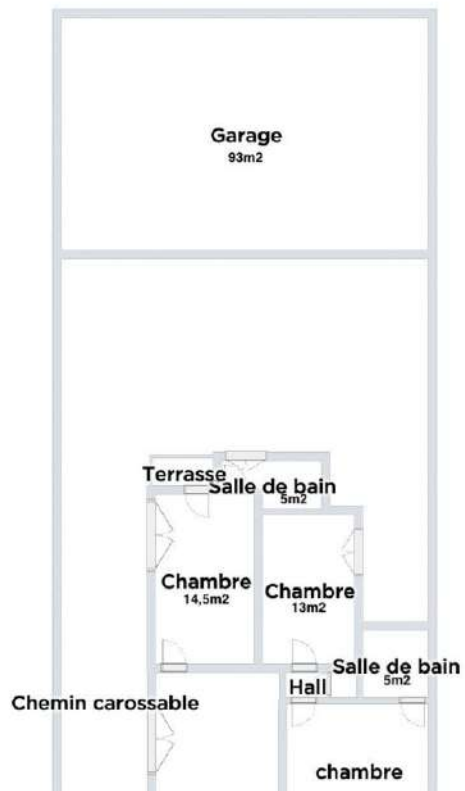 Garage
93m2
Terrasse
Salle de bain
5m2
Chambre
14,5m2
Chambre
13m2
Salle de bain
5m2
Hall
Chemin carossable
chambre